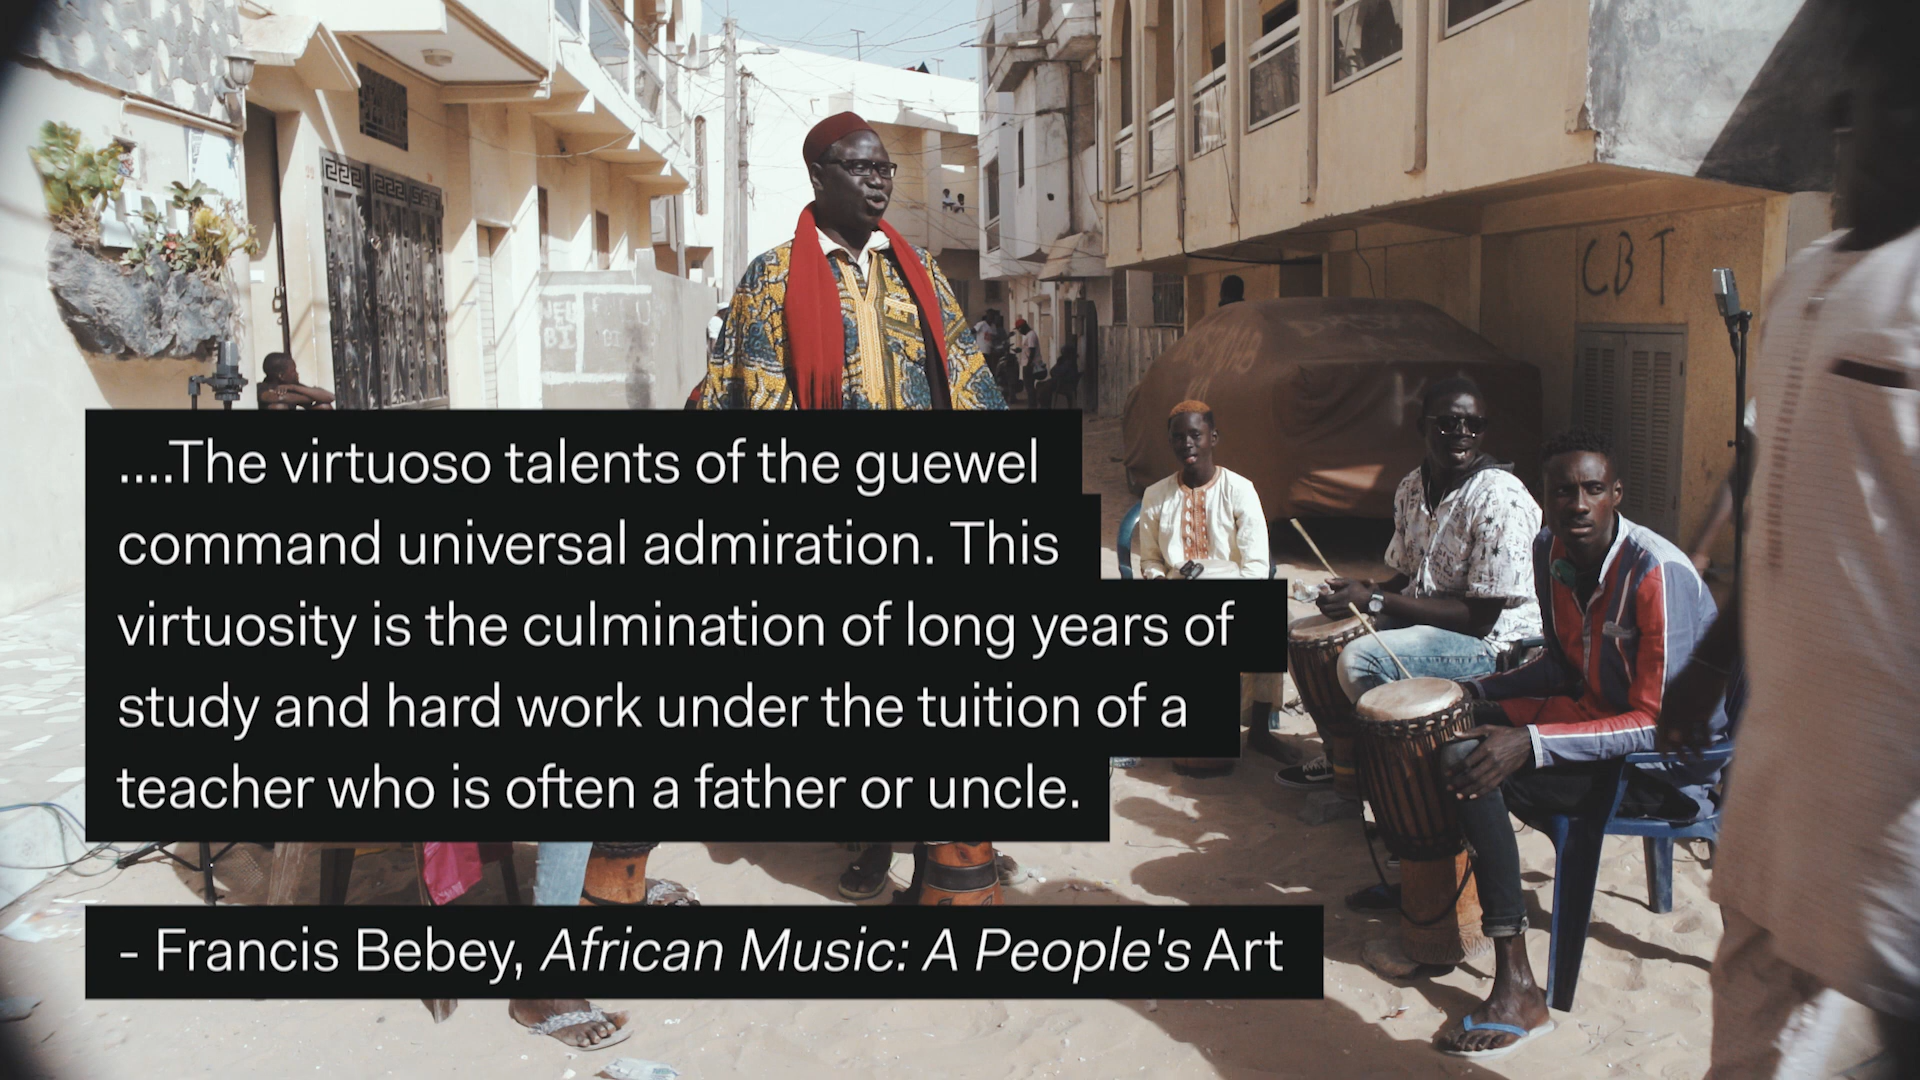 CBT
....The virtuoso talents of the guewel
command universal admiration. This
virtuosity is the culmination of long years of
study and hard work under the tuition of a
teacher who is often a father or uncle.
- Francis Bebey, African Music: A People's Art